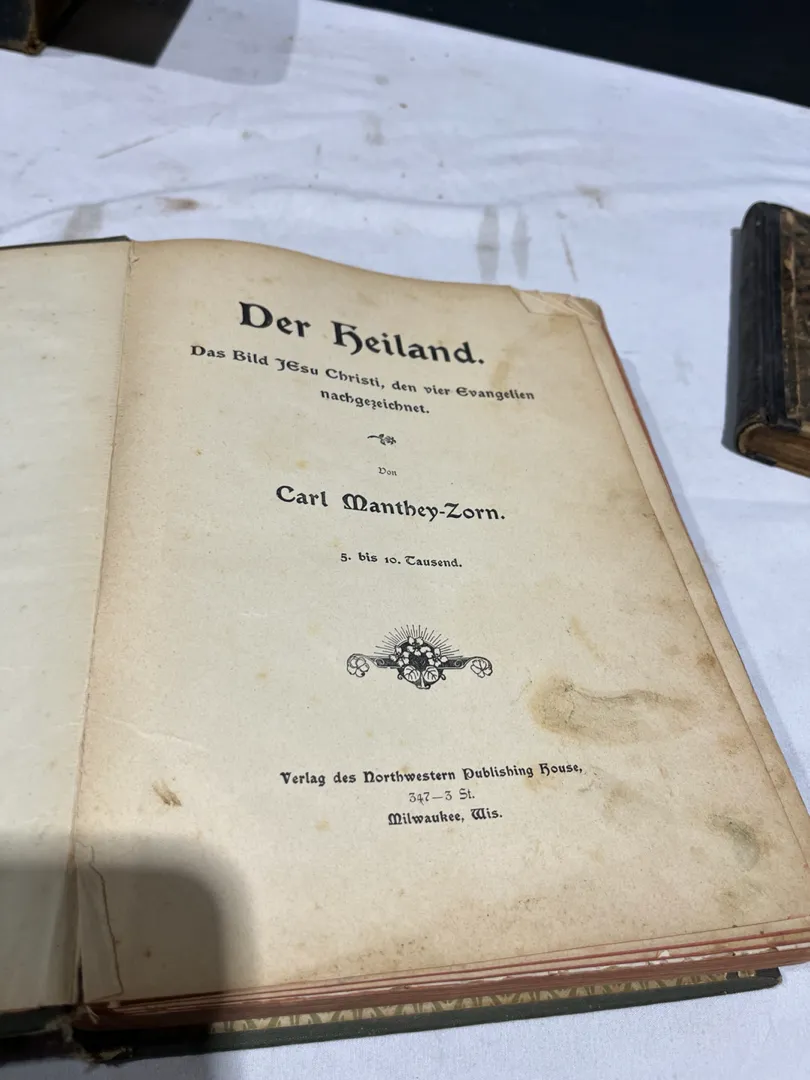 Der Heiland.
Das Bild JEsu Christi, den vier Evangelien
nachgezeichnet.
Von
Carl Manthey-Zorn.
5. bis 10. Tausend.
Verlag des Northwestern Publishing House,
347—3 St.
Milwaukee, Wis.